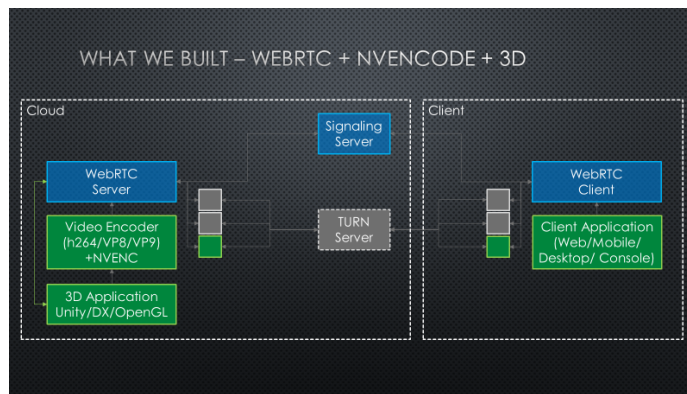 WHAT WE BUILT – WEBRTC + NVENCODE + 3D
Cloud
Client
Signaling
Server
WebRTC
Server
WebRTC
Client
Video Encoder
(h264/VP8/VP9)
+NVENC
TURN
Server
Client Application
(Web/Mobile/
Desktop/ Console)
3D Application
Unity/DX/OpenGL